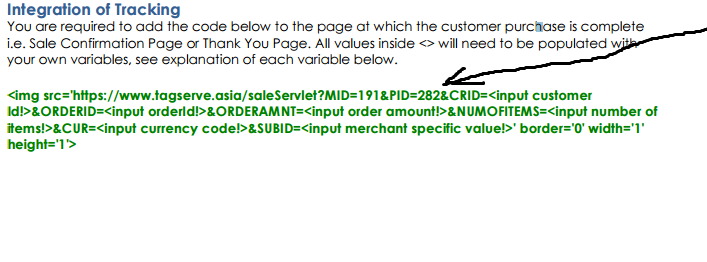 Integration of Tracking
You are required to add the code below to the page at which the customer purchase is complete
i.e. Sale Confirmation Page or Thank You Page. All values inside <> will need to be populated with
your own variables, see explanation of each variable below.
<img src='https://www.tagserve.asia/saleServlet?MID=191&PID=282&CRID=<input customer
Id!>&ORDERID=<input orderId!>&ORDERAMNT=<input order amount!>&NUMOFITEMS=<input number of
items!>&CUR=<input currency code!>&SUBID=<input merchant specific value!>' border='0' width='1'
height='1'>